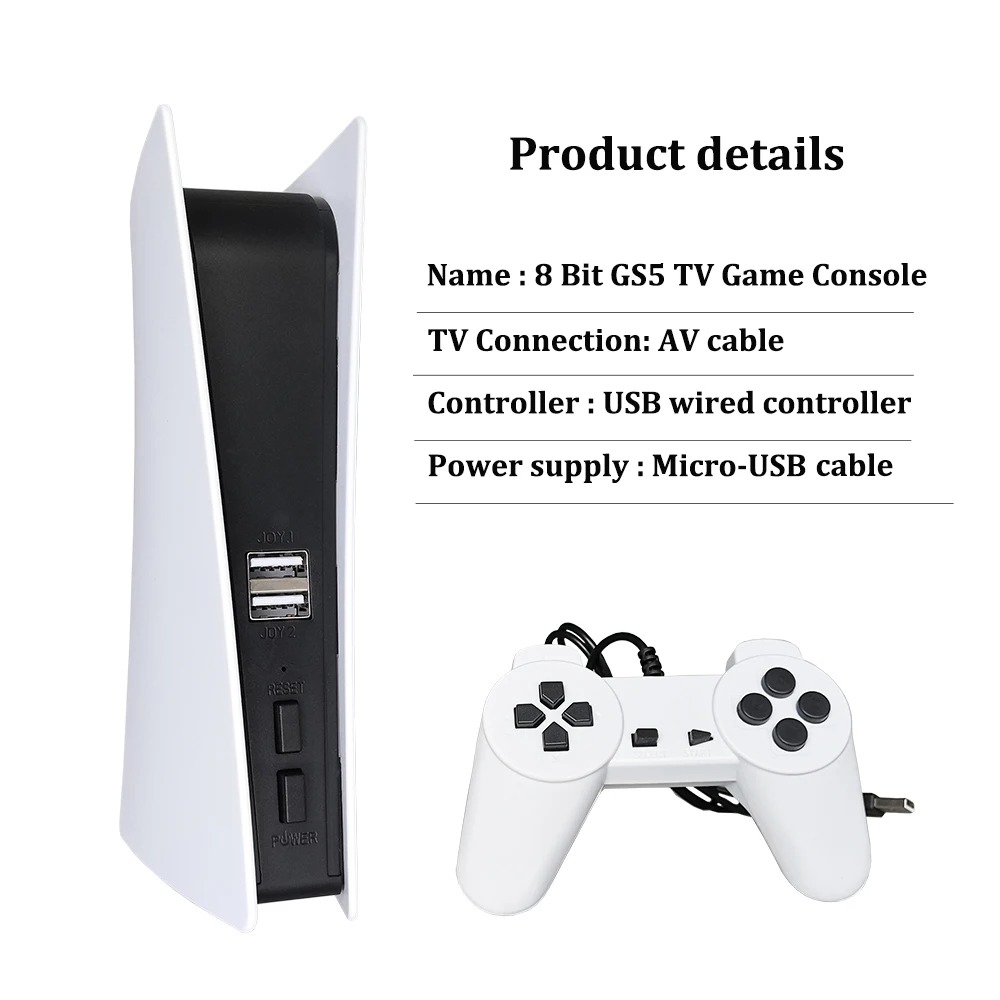 Product details
Name : 8 Bit GS5 TV Game Console
TV Connection: AV cable
Controller : USB wired controller
Power supply : Micro-USB cable
JOY1
JOY2
RESET
POWER
START